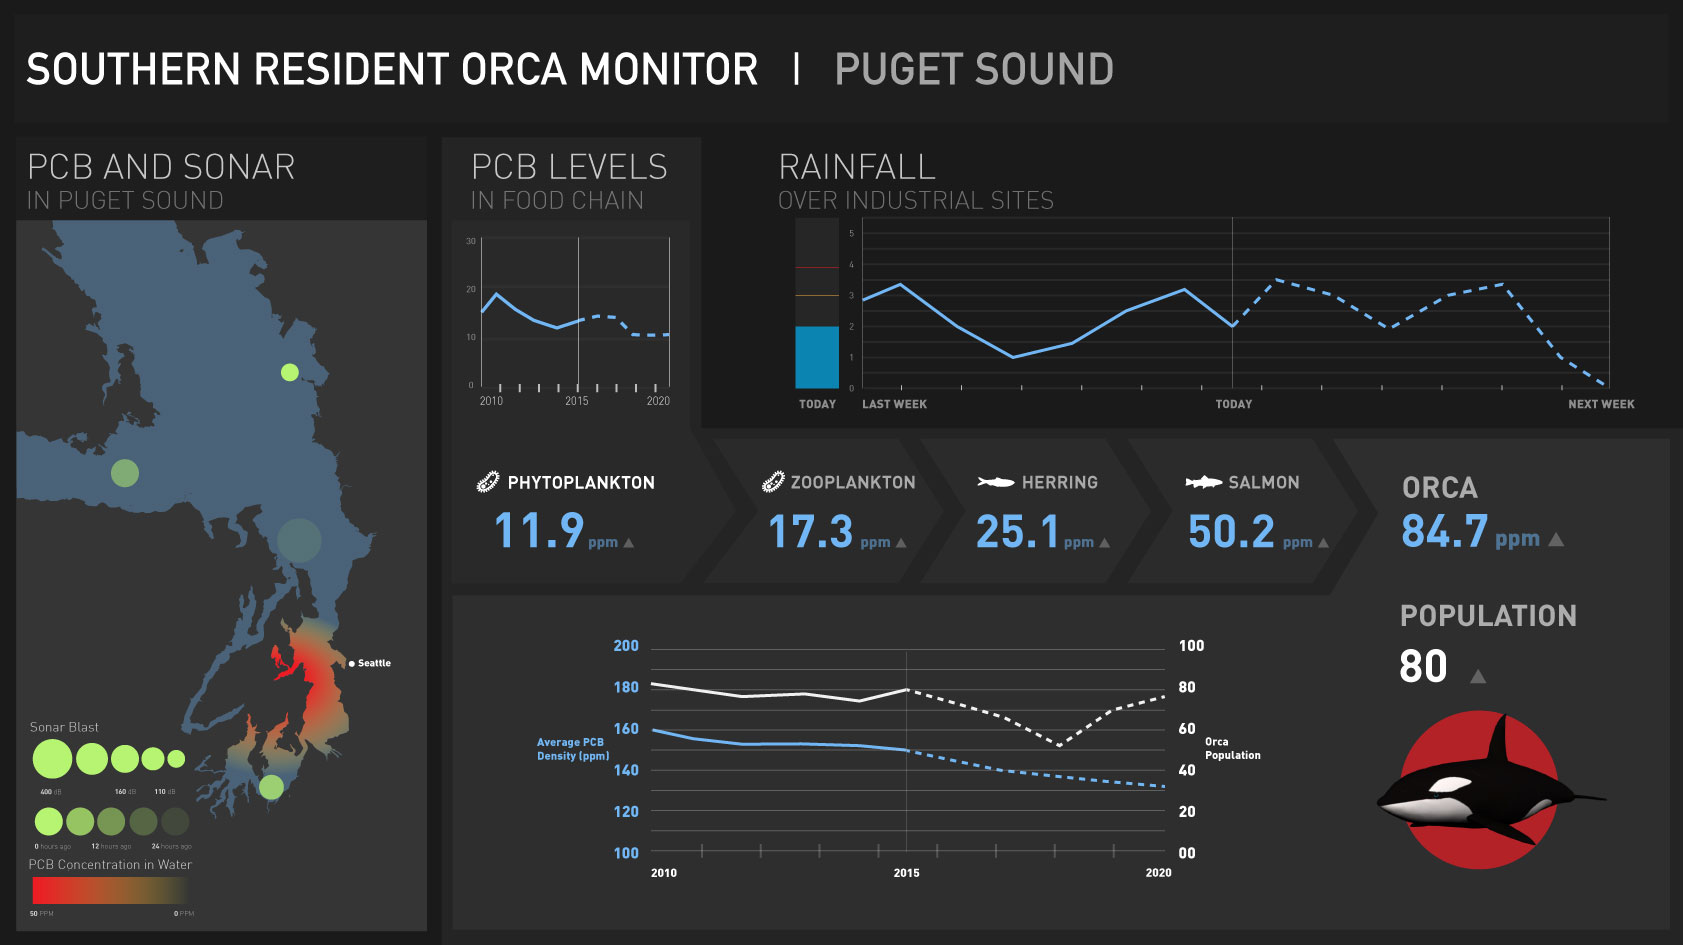 SOUTHERN RESIDENT ORCA MONITOR | PUGET SOUND
PCB AND SONAR
IN PUGET SOUND
Seattle
Sonar Blast
400 dB 160 dB 110 dB
0 hours ago 12 hours ago 24 hours ago
PCB Concentration in Water
50 PPM 0 PPM
PCB LEVELS
IN FOOD CHAIN
30
20
10
0
2010 2015 2020
RAINFALL
OVER INDUSTRIAL SITES
5
4
3
2
1
0
TODAY LAST WEEK TODAY NEXT WEEK
PHYTOPLANKTON
11.9 ppm
ZOOPLANKTON
17.3 ppm
HERRING
25.1 ppm
SALMON
50.2 ppm
ORCA
84.7 ppm
POPULATION
80
200 100
180 80
160 60
Average PCB
Density (ppm)
Orca
Population
140 40
120 20
100 00
2010 2015 2020